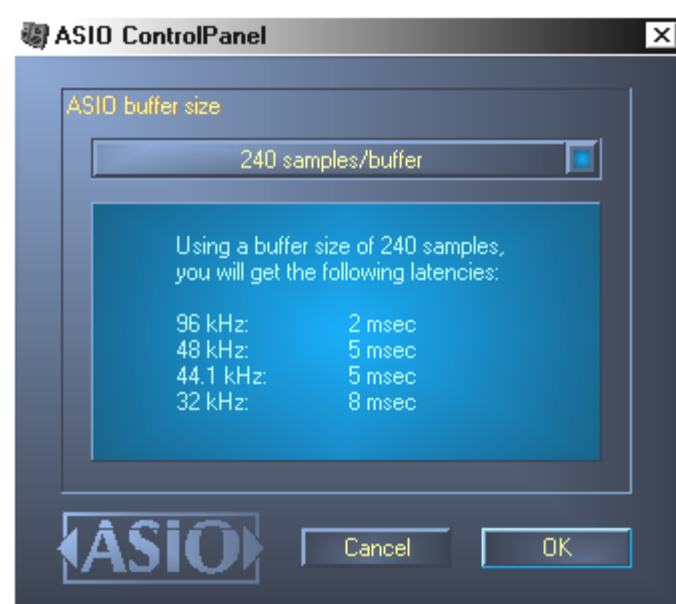 ASIO ControlPanel
ASIO buffer size
240 samples/buffer
Using a buffer size of 240 samples,
you will get the following latencies:
96 kHz: 2 msec
48 kHz: 5 msec
44.1 kHz: 5 msec
32 kHz: 8 msec
ASIO
Cancel
OK